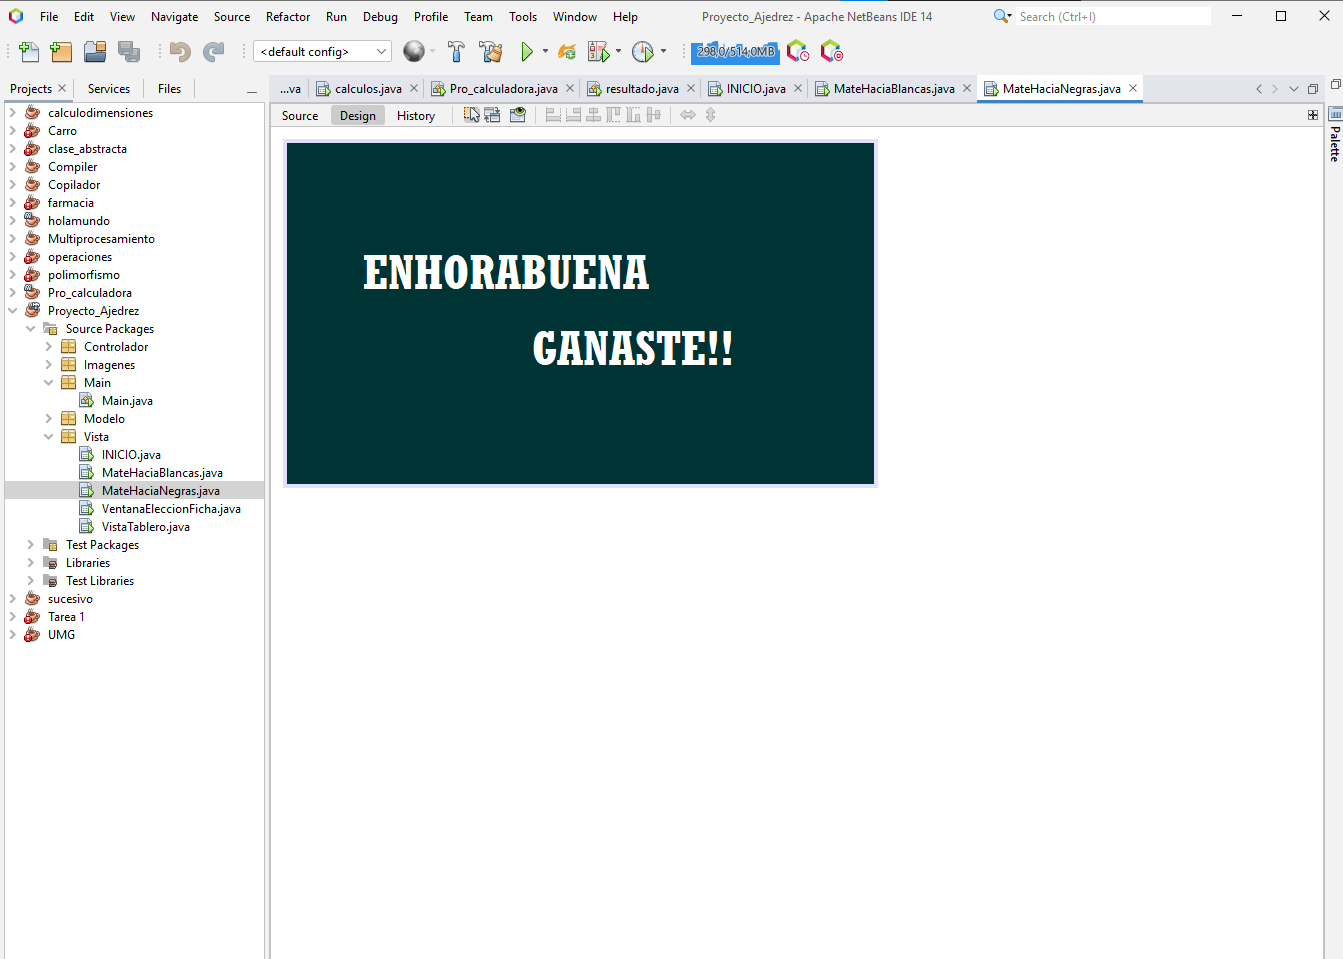 File Edit View Navigate Source Refactor Run Debug Profile Team Tools Window Help
Proyecto_Ajedrez - Apache NetBeans IDE 14
Search (Ctrl+I)
<default config>
298,0/514,0MB
Projects Services Files
...va calculos.java Pro_calculadora.java resultado.java INICIO.java MateHaciaBlancas.java MateHaciaNegras.java
Source Design History
Palette
calculodimensiones
Carro
clase_abstracta
Compiler
Copilador
farmacia
holamundo
Multiprocesamiento
operaciones
polimorfismo
Pro_calculadora
Proyecto_Ajedrez
Source Packages
Controlador
Imagenes
Main
Main.java
Modelo
Vista
INICIO.java
MateHaciaBlancas.java
MateHaciaNegras.java
VentanaEleccionFicha.java
VistaTablero.java
Test Packages
Libraries
Test Libraries
sucesivo
Tarea 1
UMG
ENHORABUENA
GANASTE!!